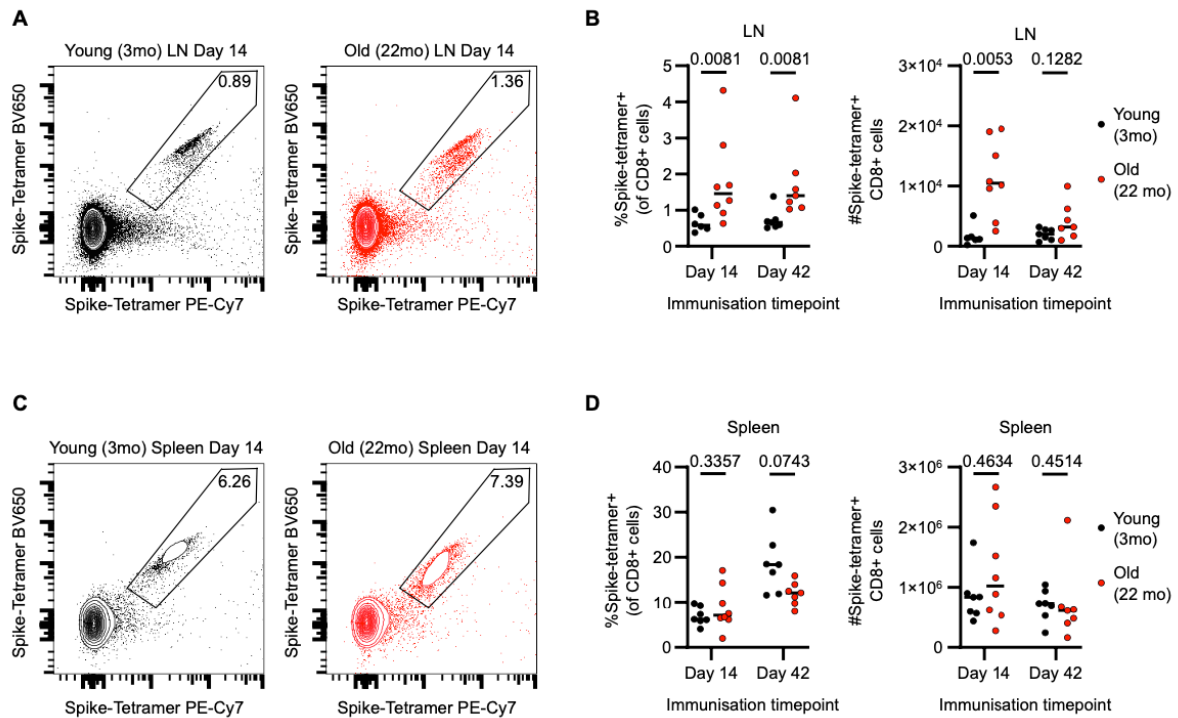 A
Young (3mo) LN Day 14
0.89
Spike-Tetramer BV650
Spike-Tetramer PE-Cy7
Old (22mo) LN Day 14
1.36
Spike-Tetramer BV650
Spike-Tetramer PE-Cy7
B
LN
0.0081 0.0081
%Spike-tetramer+
(of CD8+ cells)
5
4
3
2
1
0
Day 14 Day 42
Immunisation timepoint
LN
0.0053 0.1282
#Spike-tetramer+
CD8+ cells
3×10⁴
2×10⁴
1×10⁴
0
Day 14 Day 42
Immunisation timepoint
Young
(3mo)
Old
(22 mo)
C
Young (3mo) Spleen Day 14
6.26
Spike-Tetramer BV650
Spike-Tetramer PE-Cy7
Old (22mo) Spleen Day 14
7.39
Spike-Tetramer BV650
Spike-Tetramer PE-Cy7
D
Spleen
0.3357 0.0743
%Spike-tetramer+
(of CD8+ cells)
40
30
20
10
0
Day 14 Day 42
Immunisation timepoint
Spleen
0.4634 0.4514
#Spike-tetramer+
CD8+ cells
3×10⁶
2×10⁶
1×10⁶
0
Day 14 Day 42
Immunisation timepoint
Young
(3mo)
Old
(22 mo)